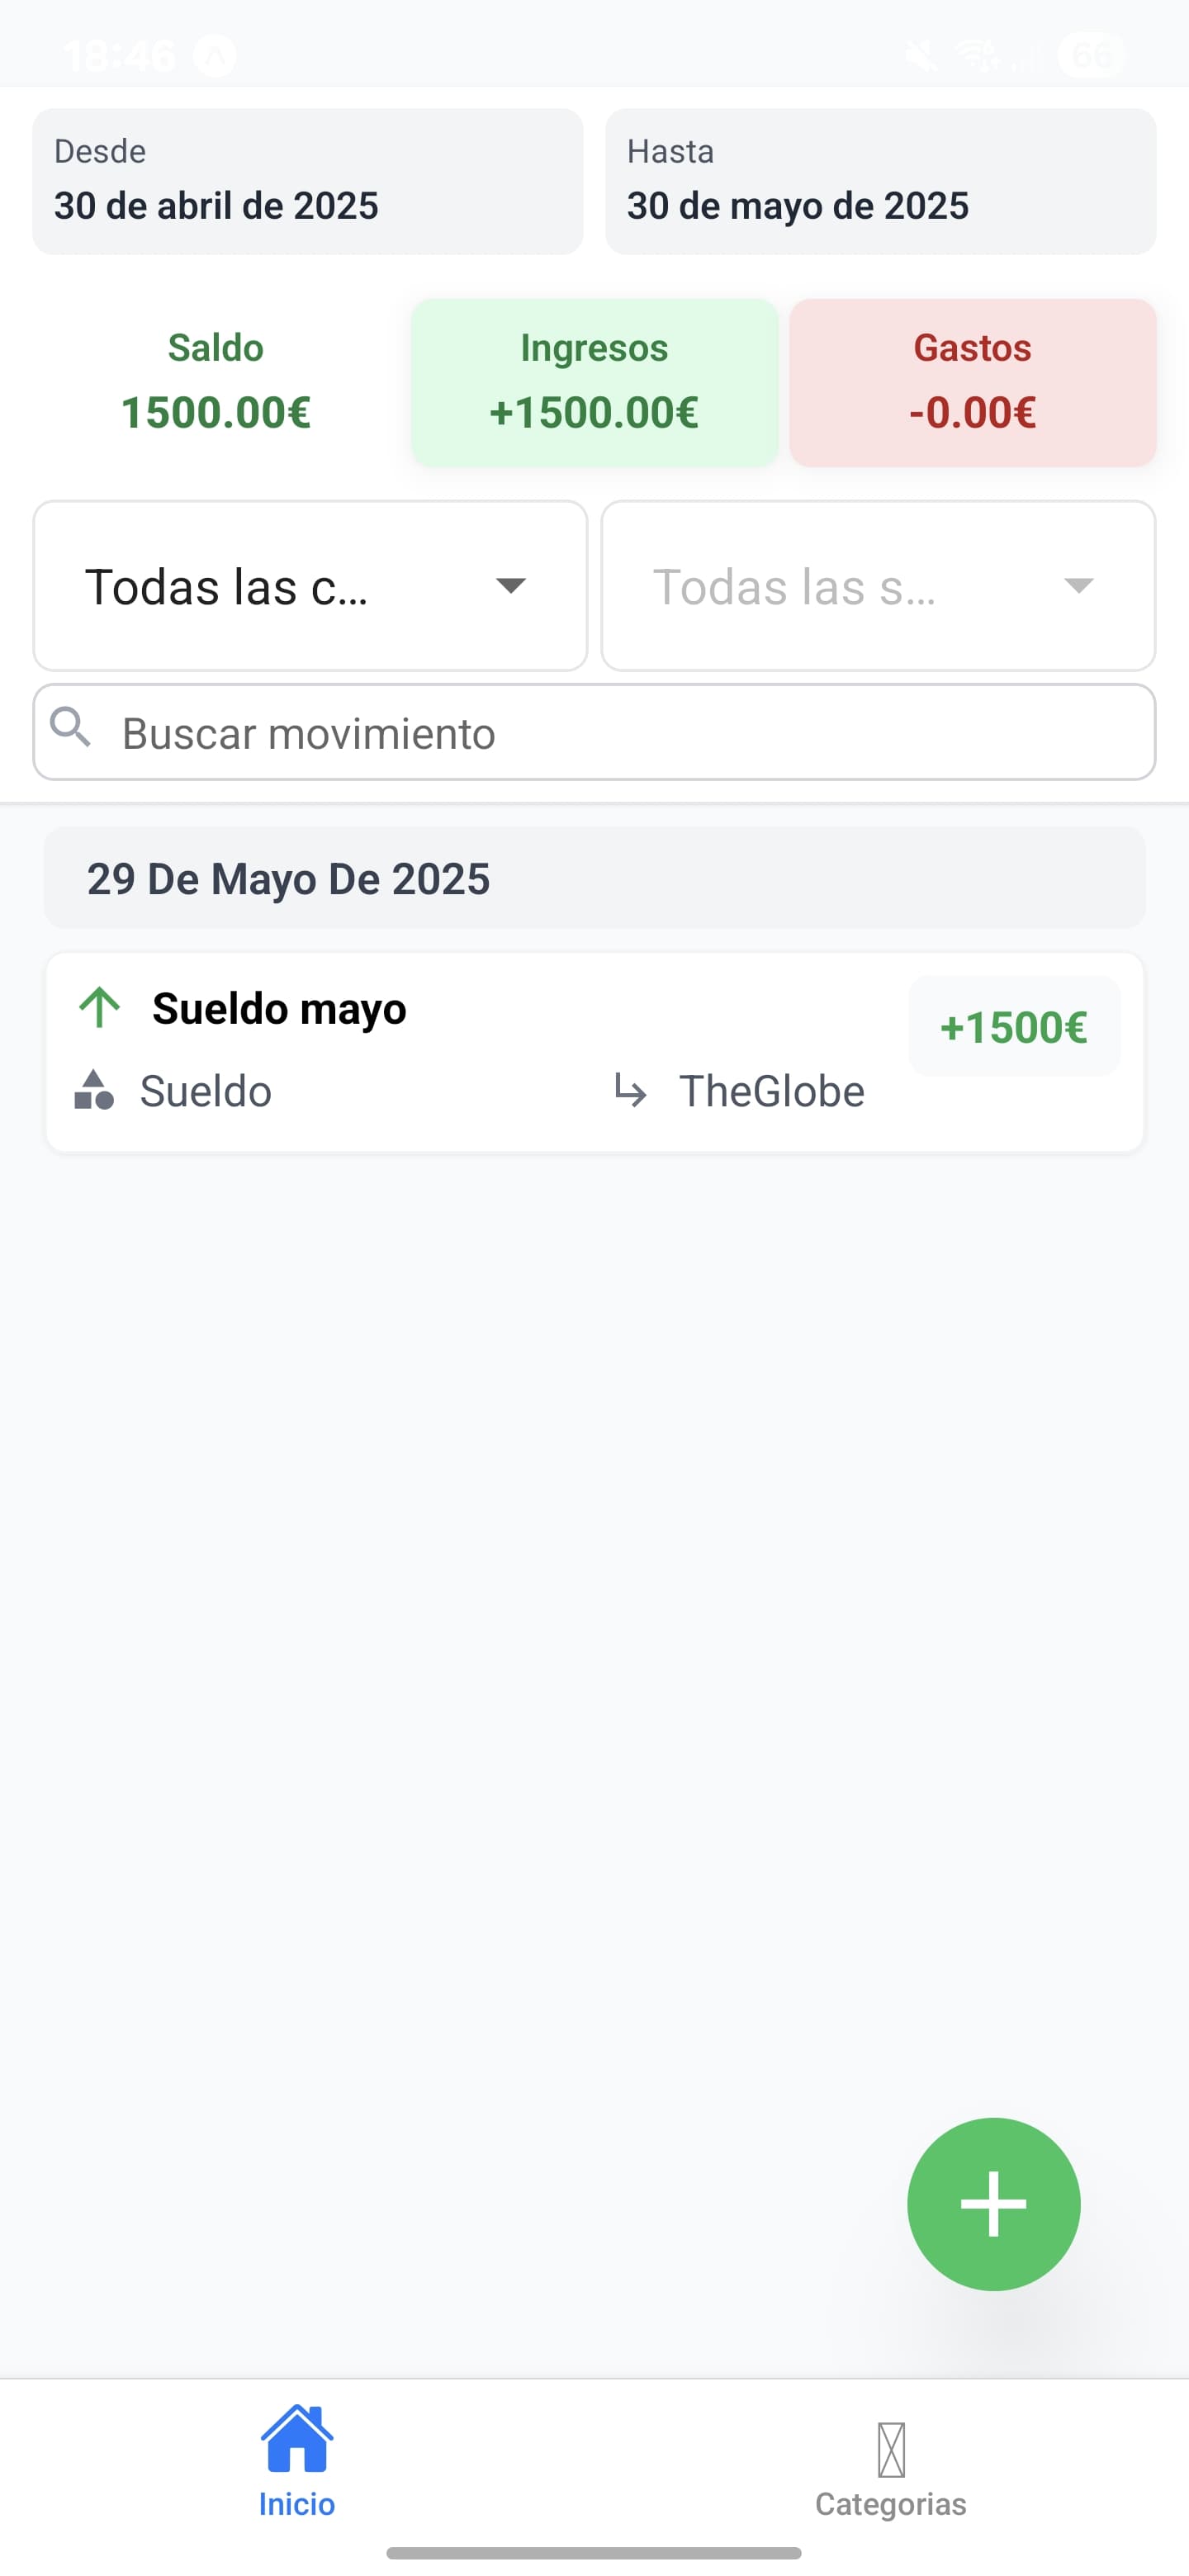 18:46
66
Desde
30 de abril de 2025
Hasta
30 de mayo de 2025
Saldo
1500.00€
Ingresos
+1500.00€
Gastos
-0.00€
Todas las c...
Todas las s...
Buscar movimiento
29 De Mayo De 2025
Sueldo mayo
+1500€
Sueldo
TheGlobe
Inicio
Categorias